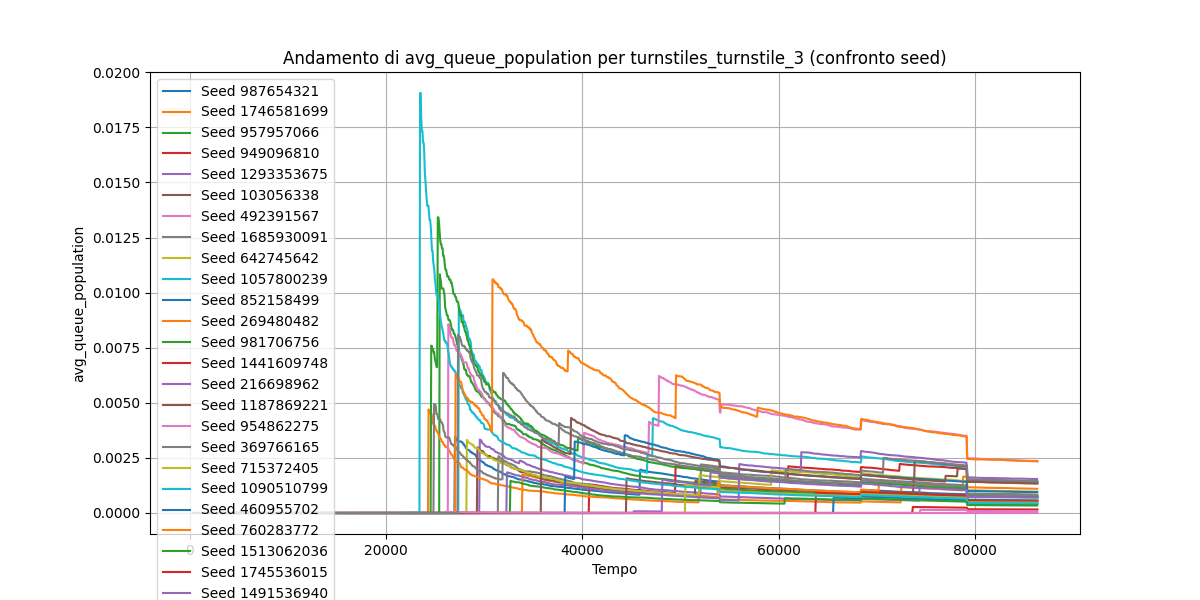 Andamento di avg_queue_population per turnstiles_turnstile_3 (confronto seed)
avg_queue_population
0.0200
0.0175
0.0150
0.0125
0.0100
0.0075
0.0050
0.0025
0.0000
Seed 987654321
Seed 1746581699
Seed 957957066
Seed 949096810
Seed 1293353675
Seed 103056338
Seed 492391567
Seed 1685930091
Seed 642745642
Seed 1057800239
Seed 852158499
Seed 269480482
Seed 981706756
Seed 1441609748
Seed 216698962
Seed 1187869221
Seed 954862275
Seed 369766165
Seed 715372405
Seed 1090510799
Seed 460955702
Seed 760283772
Seed 1513062036
Seed 1745536015
Seed 1491536940
0
20000
40000
60000
80000
Tempo